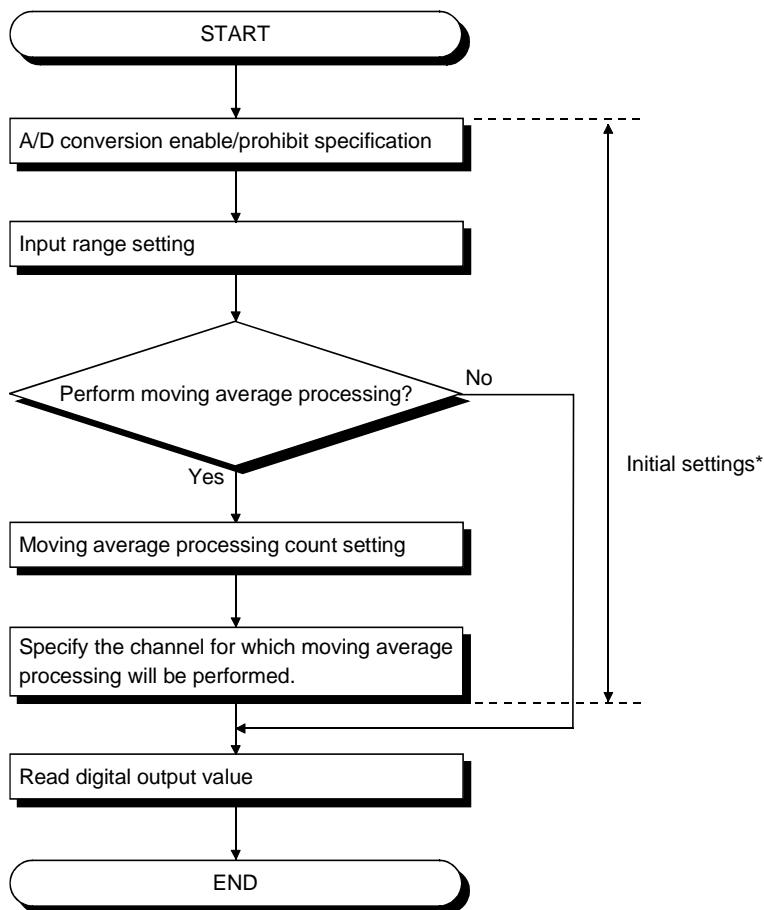 START
A/D conversion enable/prohibit specification
Input range setting
Perform moving average processing?
No
Initial settings*
Yes
Moving average processing count setting
Specify the channel for which moving average
processing will be performed.
Read digital output value
END